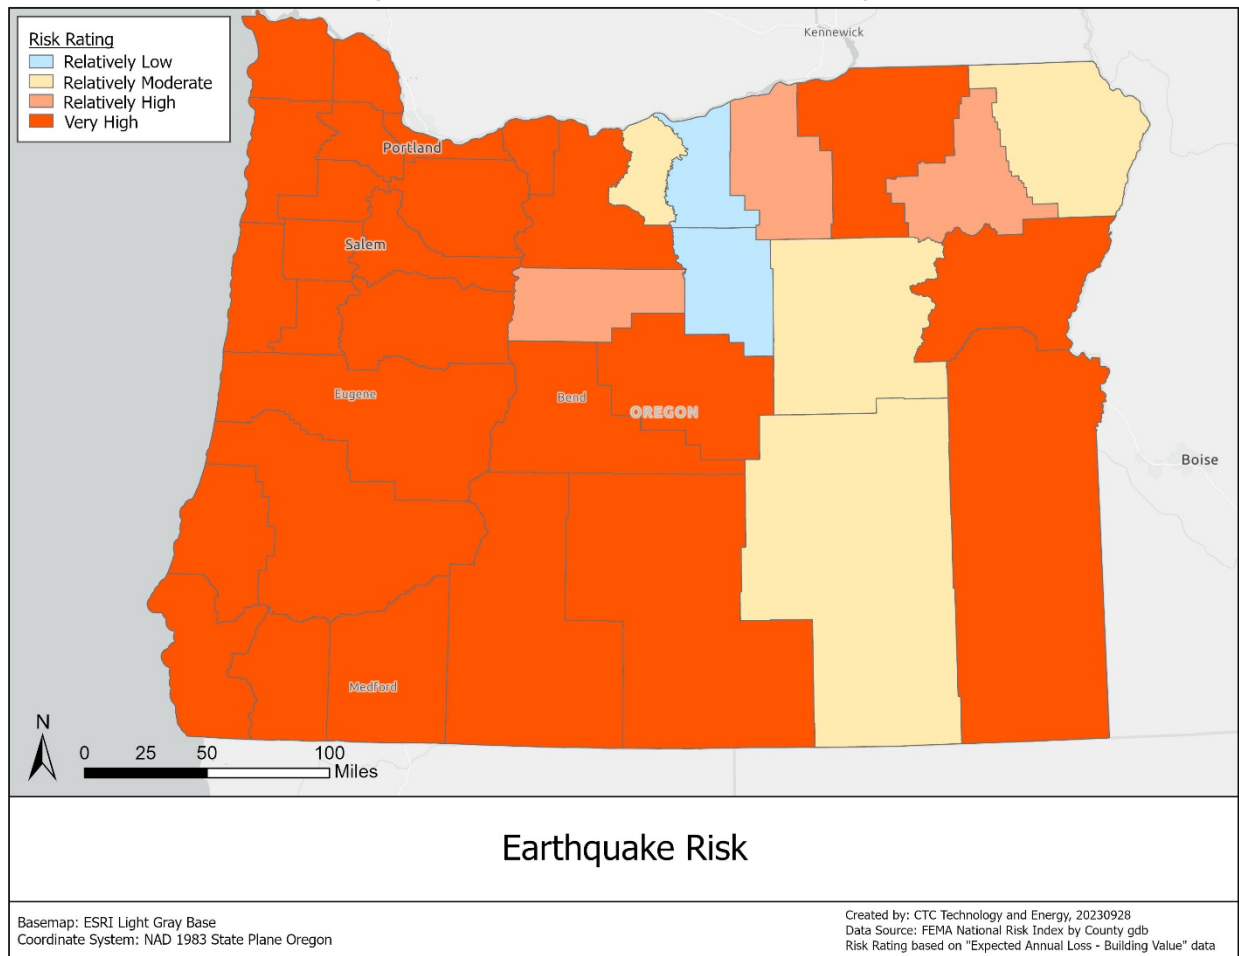 Risk Rating
Relatively Low
Relatively Moderate
Relatively High
Very High
Kennewick
Portland
Salem
Eugene
Bend
OREGON
Boise
Medford
N
0 25 50 100
Miles
Earthquake Risk
Basemap: ESRI Light Gray Base
Coordinate System: NAD 1983 State Plane Oregon
Created by: CTC Technology and Energy, 20230928
Data Source: FEMA National Risk Index by County gdb
Risk Rating based on "Expected Annual Loss - Building Value" data